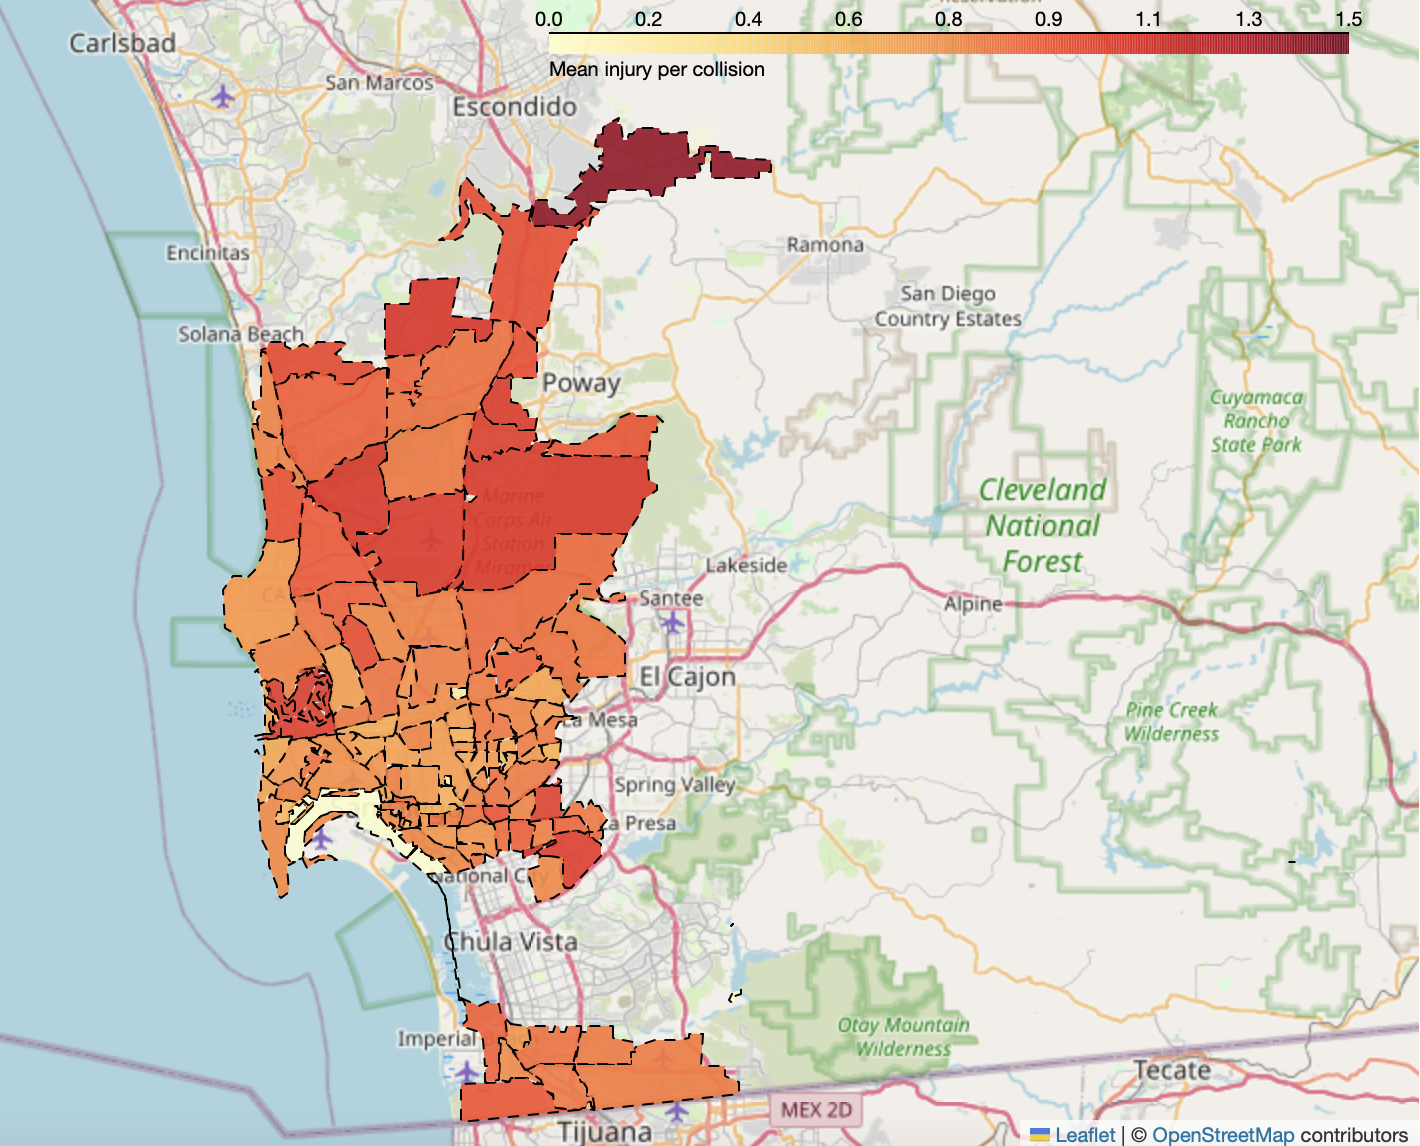 0.0 0.2 0.4 0.6 0.8 0.9 1.1 1.3 1.5
Mean injury per collision
Carlsbad
San Marcos
Escondido
Encinitas
Ramona
San Diego
Country Estates
Solana Beach
Poway
Cuyamaca
Rancho
State Park
Marine
Corps Air
Station
Miramar
Cleveland
National
Forest
Lakeside
Santee
Alpine
El Cajon
La Mesa
Pine Creek
Wilderness
Spring Valley
La Presa
National City
Chula Vista
Imperial
Otay Mountain
Wilderness
Tecate
MEX 2D
Tijuana
Leaflet | © OpenStreetMap contributors